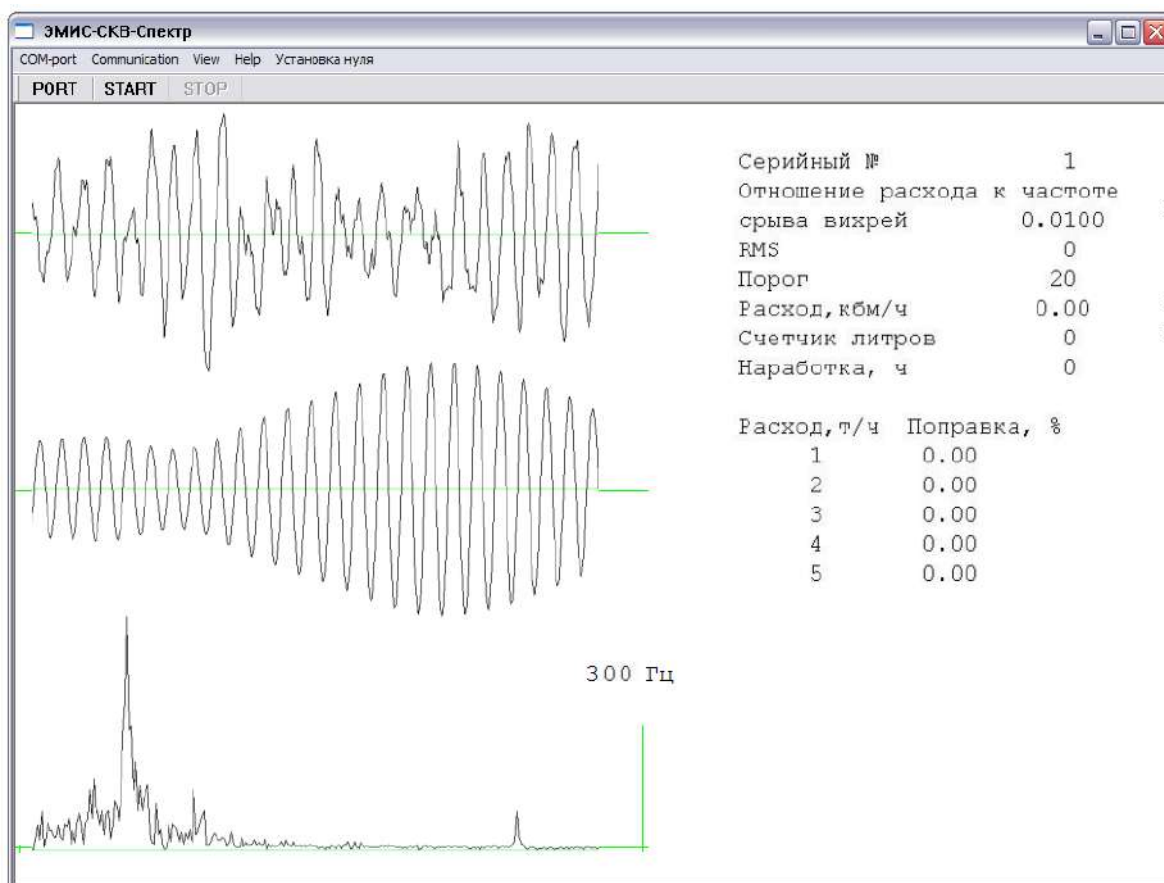 ЭМИС-СКВ-Спектр
COM-port Communication View Help Установка нуля
PORT START STOP
Серийный № 1
Отношение расхода к частоте
срыва вихрей 0.0100
RMS 0
Порог 20
Расход,кбм/ч 0.00
Счетчик литров 0
Наработка, ч 0
Расход,т/ч Поправка, %
1 0.00
2 0.00
3 0.00
4 0.00
5 0.00
300 Гц